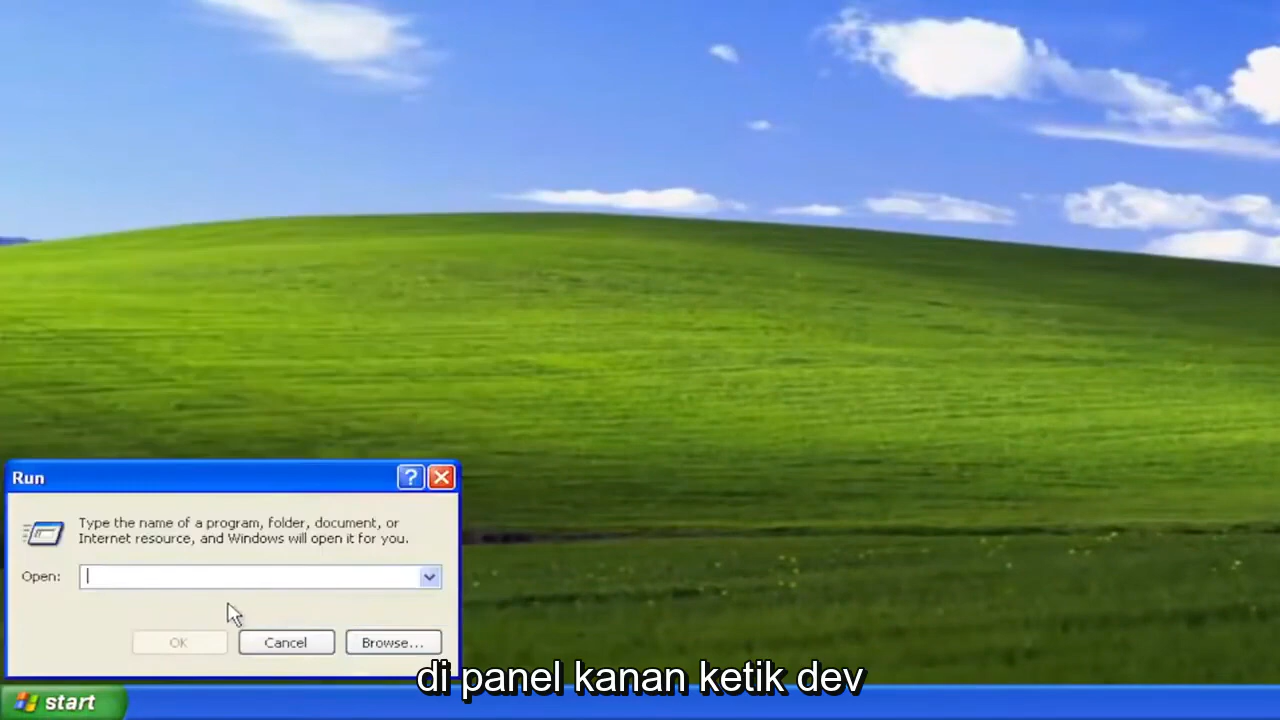 Run
Type the name of a program, folder, document, or
Internet resource, and Windows will open it for you.
Open:
OK
Cancel
Browse...
di panel kanan ketik dev
start